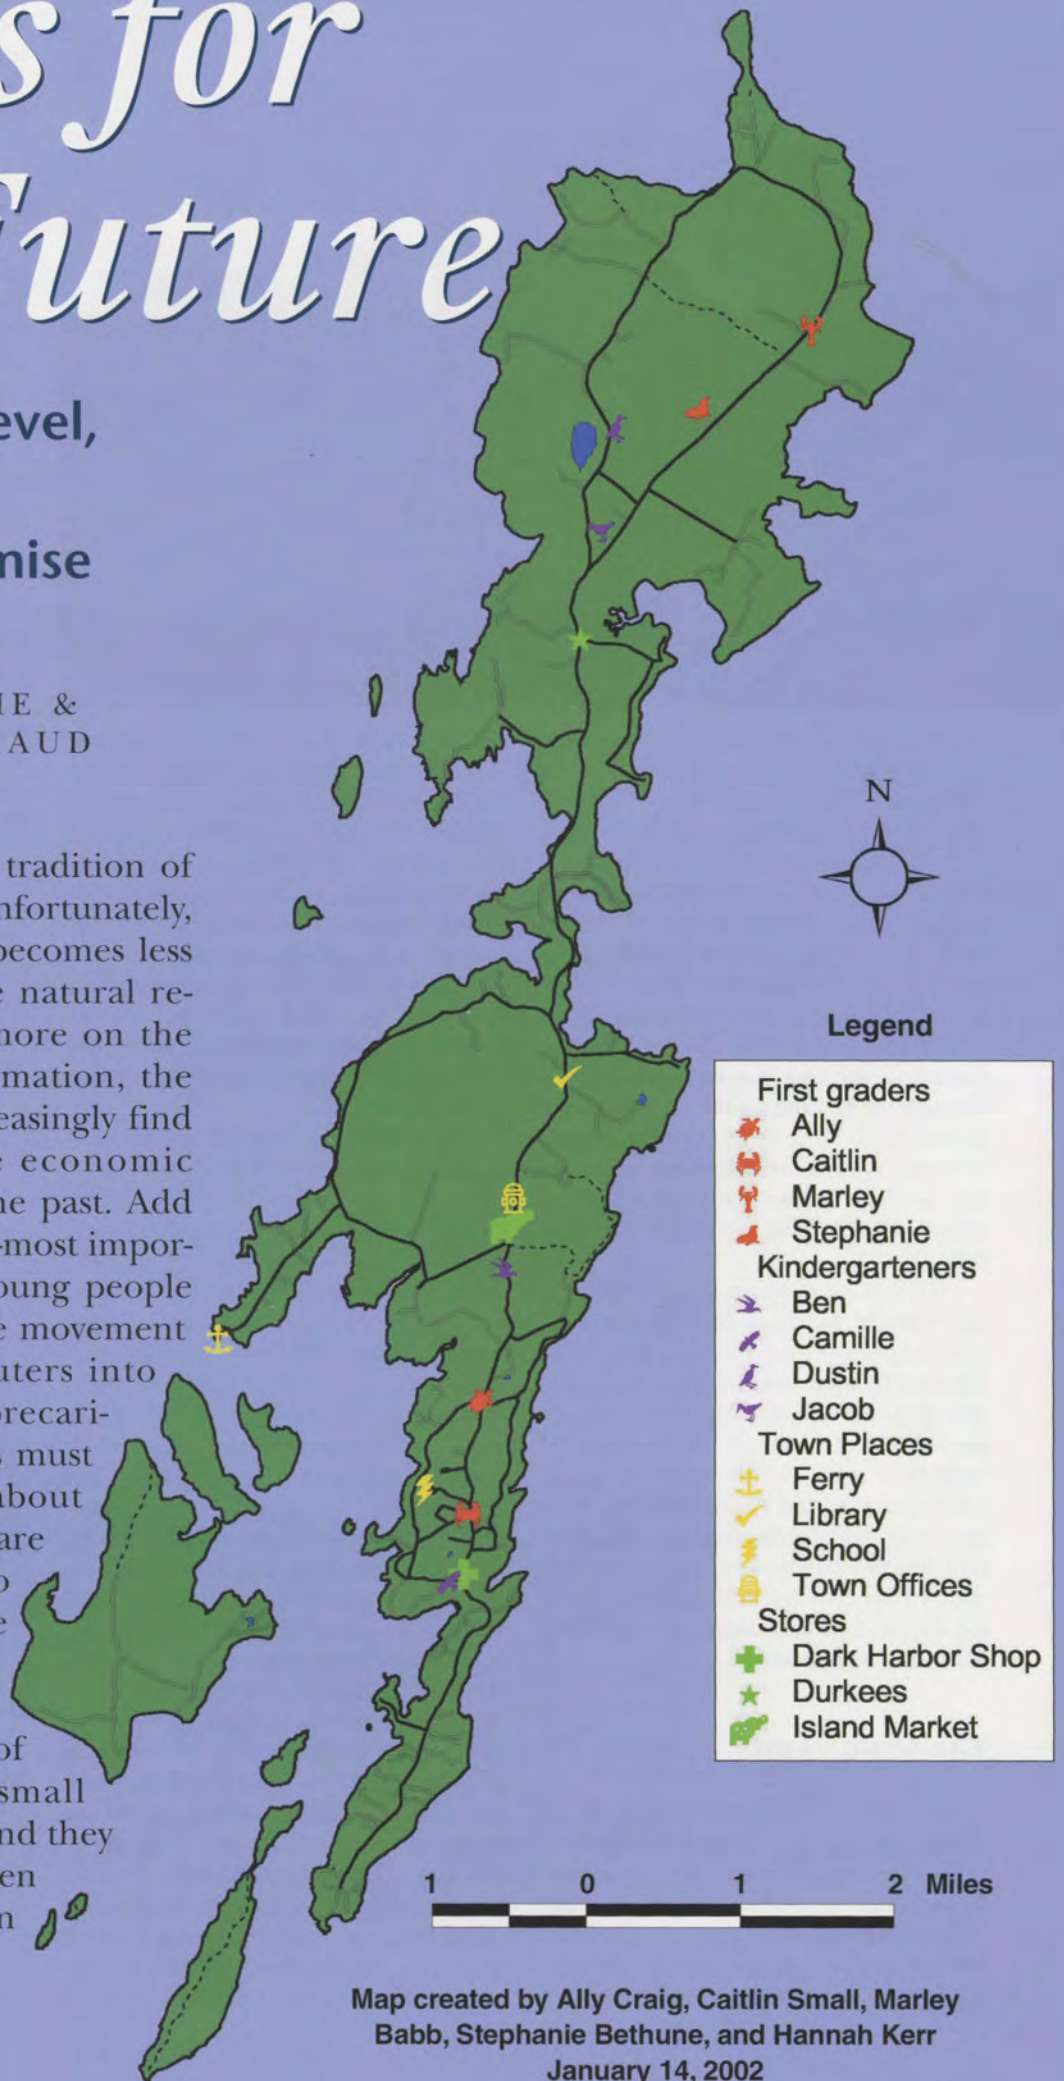 s for
Future
evel,
mise
IE &
AUD
tradition of
nfortunately,
becomes less
e natural re-
more on the
mation, the
easingly find
e economic
ne past. Add
-most impor-
oung people
e movement
uters into
precari-
s must
about
are
o
e
of
small
nd they
en
n
N
Legend
First graders
Ally
Caitlin
Marley
Stephanie
Kindergarteners
Ben
Camille
Dustin
Jacob
Town Places
Ferry
Library
School
Town Offices
Stores
Dark Harbor Shop
Durkees
Island Market
1 0 1 2 Miles
Map created by Ally Craig, Caitlin Small, Marley
Babb, Stephanie Bethune, and Hannah Kerr
January 14, 2002